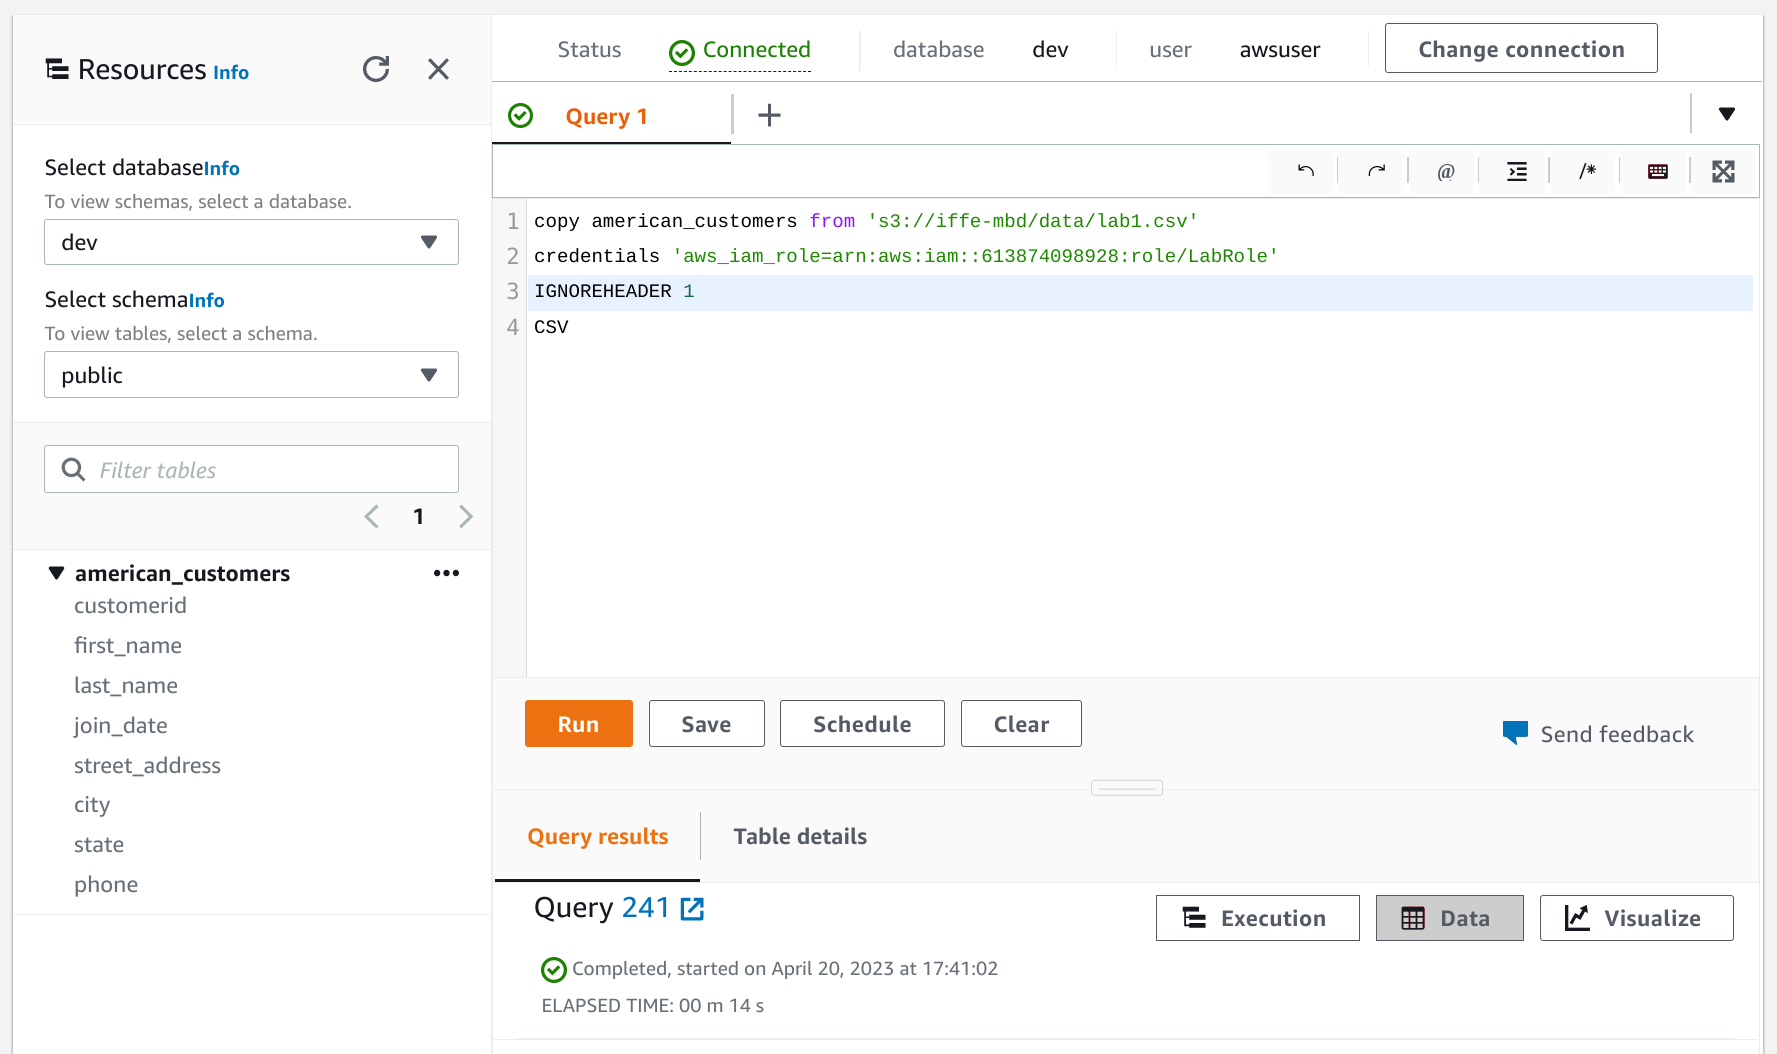 Resources Info
Select databaseInfo
To view schemas, select a database.
dev
Select schemaInfo
To view tables, select a schema.
public
Filter tables
1
american_customers
customerid
first_name
last_name
join_date
street_address
city
state
phone
Status Connected database dev user awsuser Change connection
Query 1
@ /*
1 copy american_customers from 's3://iffe-mbd/data/lab1.csv'
2 credentials 'aws_iam_role=arn:aws:iam::613874098928:role/LabRole'
3 IGNOREHEADER 1
4 CSV
Run Save Schedule Clear Send feedback
Query results Table details
Query 241 Execution Data Visualize
Completed, started on April 20, 2023 at 17:41:02
ELAPSED TIME: 00 m 14 s